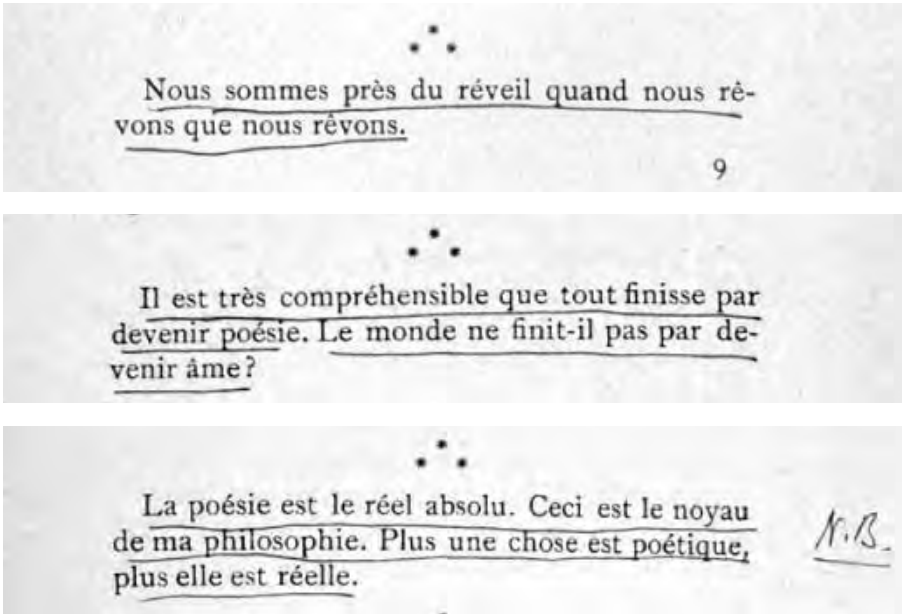 Nous sommes près du réveil quand nous rê-
vons que nous rêvons.
9
Il est très compréhensible que tout finisse par
devenir poésie. Le monde ne finit-il pas par de-
venir âme?
La poésie est le réel absolu. Ceci est le noyau
de ma philosophie. Plus une chose est poétique,
plus elle est réelle.
N.B.